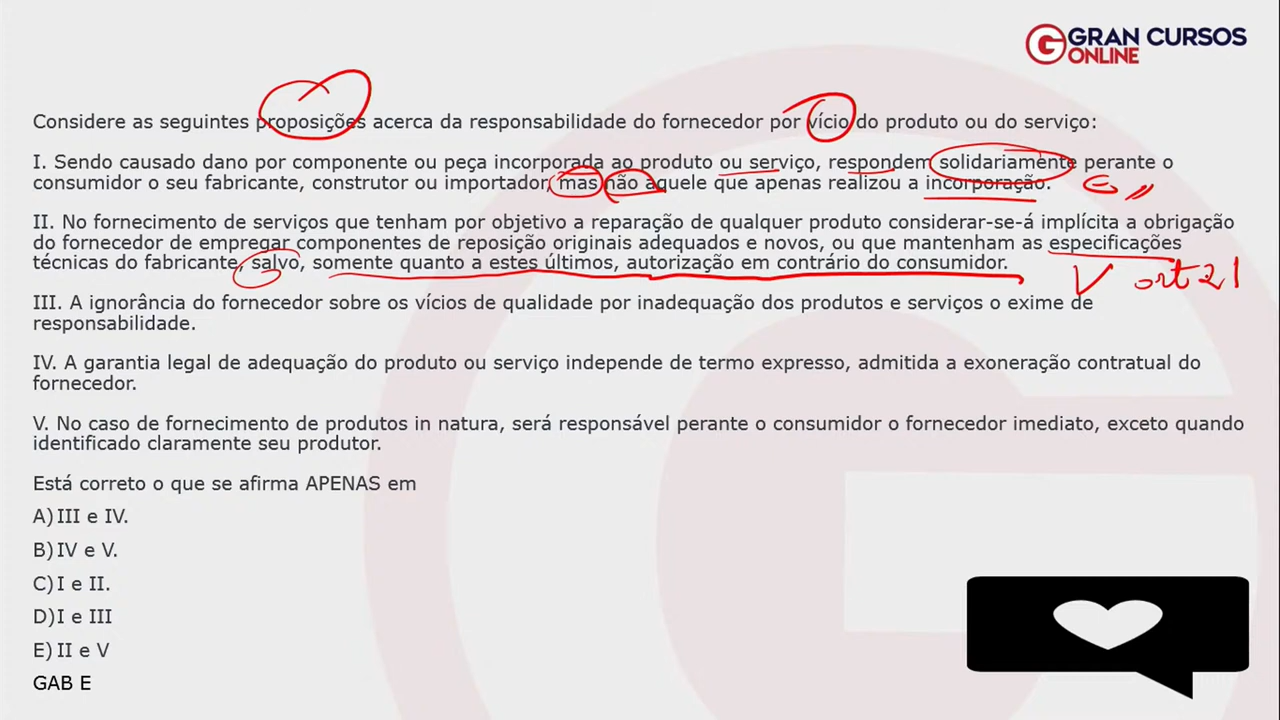 GRAN CURSOS
ONLINE
Considere as seguintes proposições acerca da responsabilidade do fornecedor por vício do produto ou do serviço:
I. Sendo causado dano por componente ou peça incorporada ao produto ou serviço, respondem solidariamente perante o
consumidor o seu fabricante, construtor ou importador, mas não aquele que apenas realizou a incorporação.
II. No fornecimento de serviços que tenham por objetivo a reparação de qualquer produto considerar-se-á implícita a obrigação
do fornecedor de empregar componentes de reposição originais adequados e novos, ou que mantenham as especificações
técnicas do fabricante, salvo, somente quanto a estes últimos, autorização em contrário do consumidor.
V art 21
III. A ignorância do fornecedor sobre os vícios de qualidade por inadequação dos produtos e serviços o exime de
responsabilidade.
IV. A garantia legal de adequação do produto ou serviço independe de termo expresso, admitida a exoneração contratual do
fornecedor.
V. No caso de fornecimento de produtos in natura, será responsável perante o consumidor o fornecedor imediato, exceto quando
identificado claramente seu produtor.
Está correto o que se afirma APENAS em
A) III e IV.
B) IV e V.
C) I e II.
D) I e III
E) II e V
GAB E